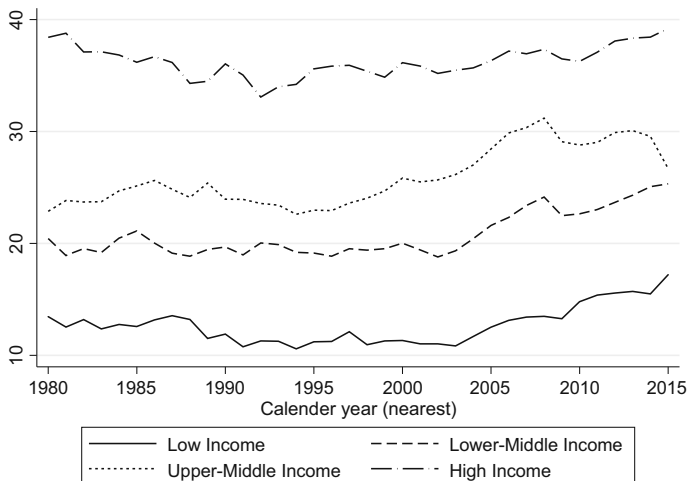 40
30
20
10
1980 1985 1990 1995 2000 2005 2010 2015
Calender year (nearest)
Low Income Lower-Middle Income
Upper-Middle Income High Income